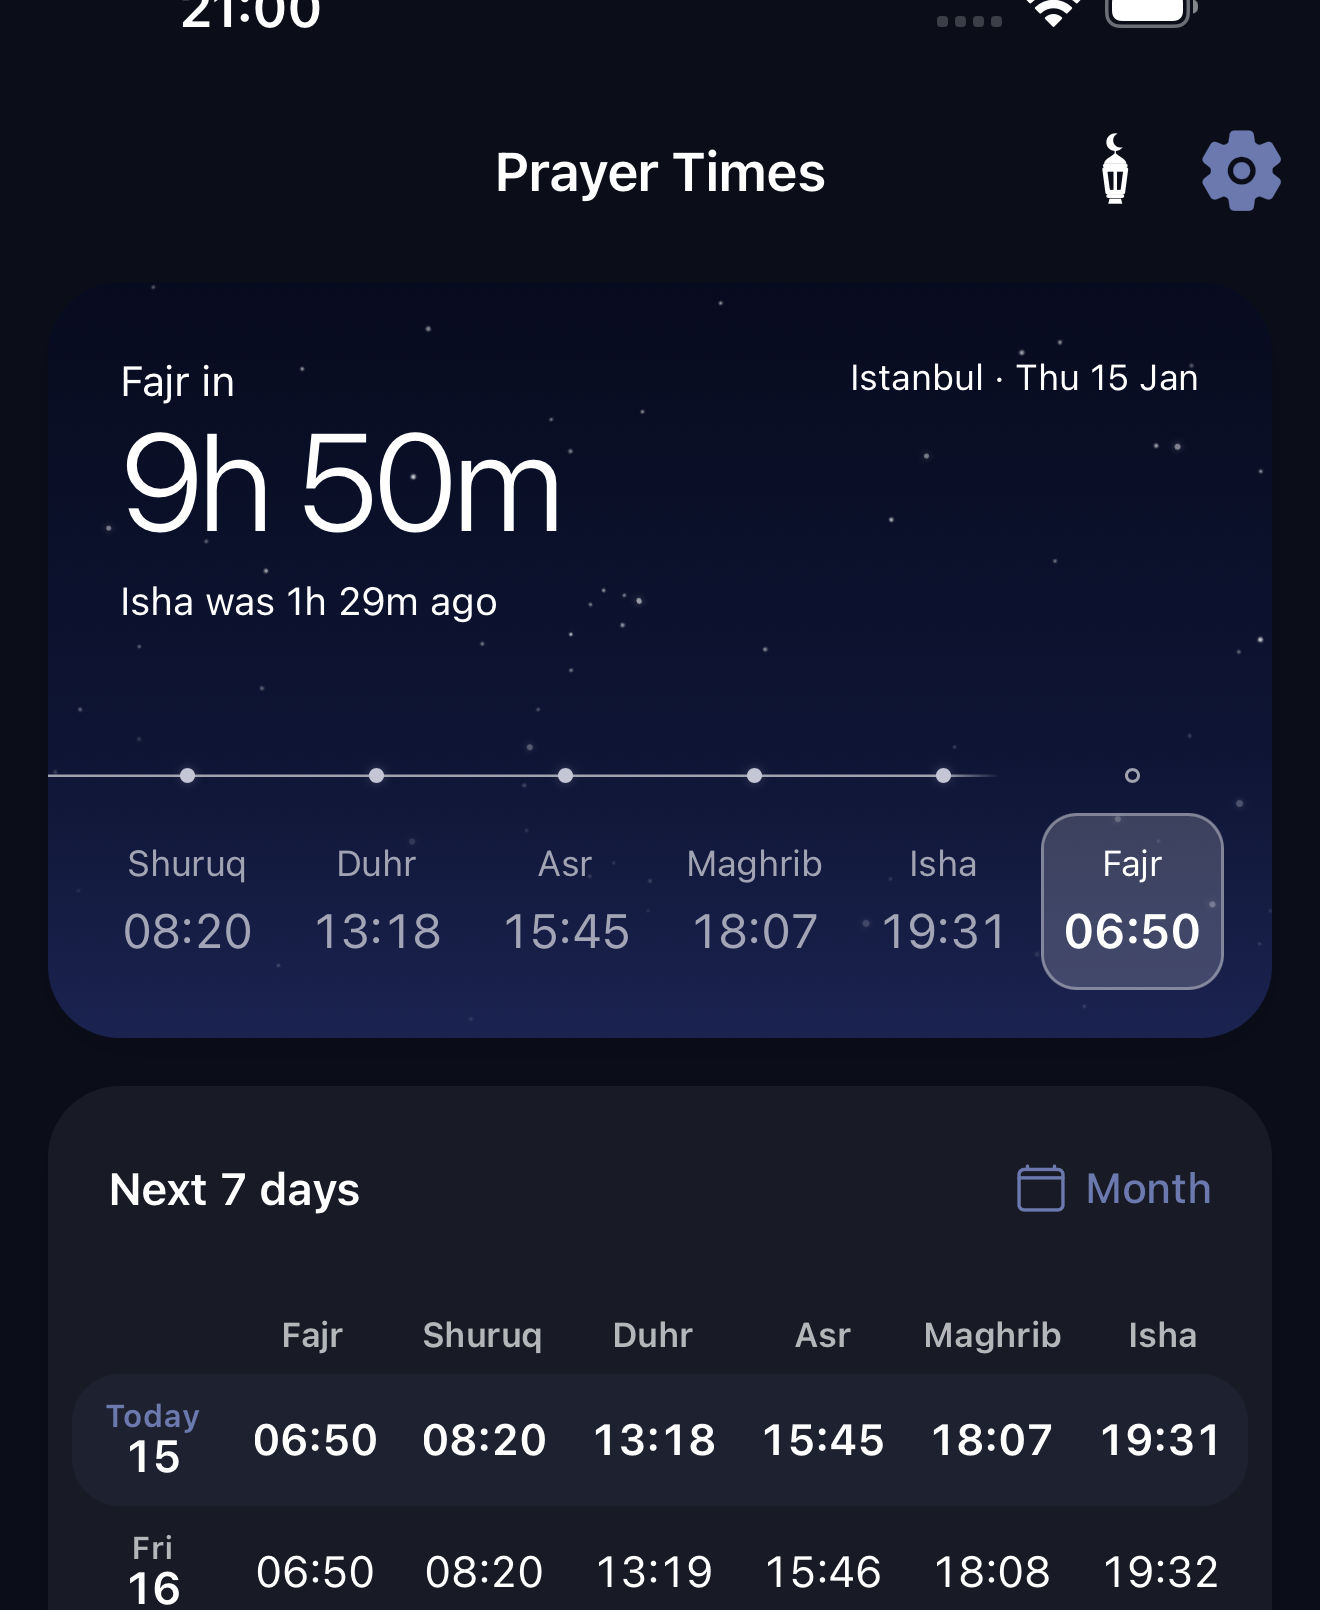 21:00
Prayer Times
Fajr in
Istanbul · Thu 15 Jan
9h 50m
Isha was 1h 29m ago
Shuruq Duhr Asr Maghrib Isha Fajr
08:20 13:18 15:45 18:07 19:31 06:50
Next 7 days
Month
Fajr Shuruq Duhr Asr Maghrib Isha
Today
15 06:50 08:20 13:18 15:45 18:07 19:31
Fri
16 06:50 08:20 13:19 15:46 18:08 19:32